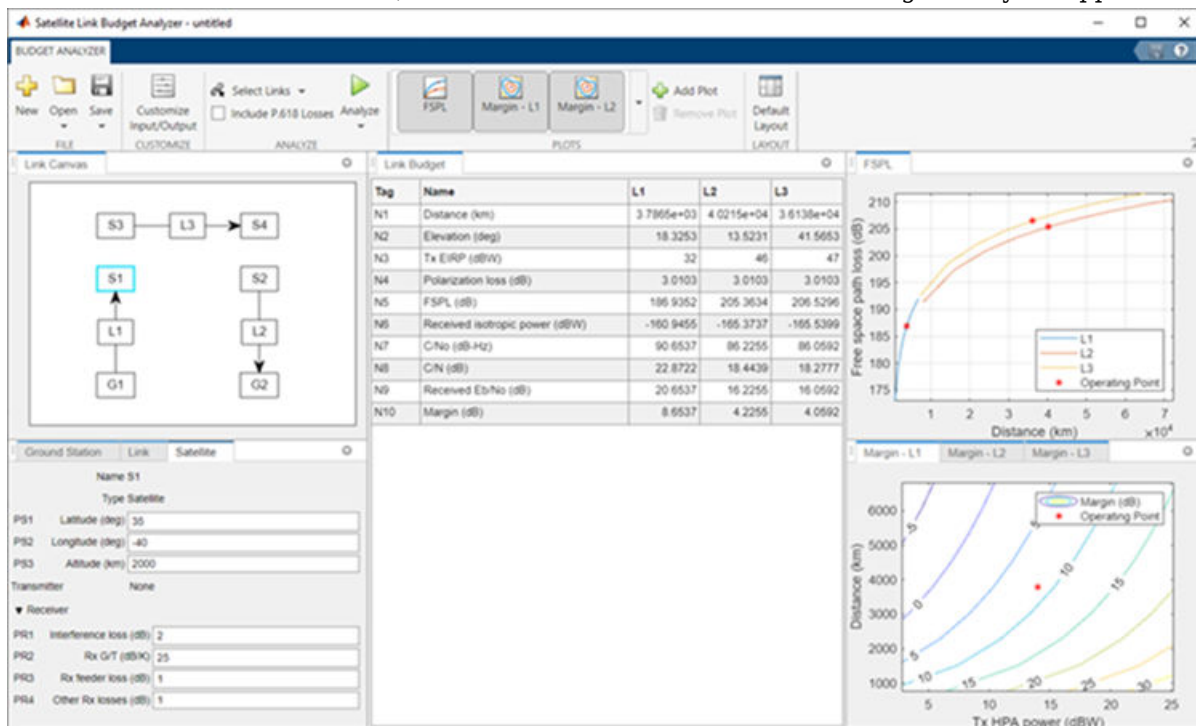 Satellite Link Budget Analyzer - untitled
BUDGET ANALYZER
New Open Save Customize Input/Output Select Links Include P.618 Losses Analyze FSPL Margin - L1 Margin - L2 Add Plot Remove Plot Default Layout
FILE CUSTOMIZE ANALYZE PLOTS LAYOUT
Link Canvas
S3 L3 S4
S1 S2
L1 L2
G1 G2
Ground Station Link Satellite
Name S1
Type Satellite
PS1 Latitude (deg) 35
PS2 Longitude (deg) -40
PS3 Altitude (km) 2000
Transmitter None
▼ Receiver
PR1 Interference loss (dB) 2
PR2 Rx G/T (dB/K) 25
PR3 Rx feeder loss (dB) 1
PR4 Other Rx losses (dB) 1
Link Budget
Tag Name L1 L2 L3
N1 Distance (km) 3.7865e+03 4.0215e+04 3.6138e+04
N2 Elevation (deg) 18.3253 13.5231 41.5653
N3 Tx EIRP (dBW) 32 46 47
N4 Polarization loss (dB) 3.0103 3.0103 3.0103
N5 FSPL (dB) 186.9352 205.3634 206.5296
N6 Received isotropic power (dBW) -160.9455 -165.3737 -165.5399
N7 C/No (dB-Hz) 90.6537 86.2255 86.0592
N8 C/N (dB) 22.8722 18.4439 18.2777
N9 Received Eb/No (dB) 20.6537 16.2255 16.0592
N10 Margin (dB) 8.6537 4.2255 4.0592
FSPL
Free space path loss (dB)
210
205
200
195
190
185
180
175
L1
L2
L3
Operating Point
1 2 3 4 5 6 7
Distance (km) ×10⁴
Margin - L1 Margin - L2 Margin - L3
Margin (dB)
Operating Point
Distance (km)
6000
5000
4000
3000
2000
1000
-5 5
10 15
0
5
10 15 20 25 30
5 10 15 20 25
Tx HPA power (dBW)